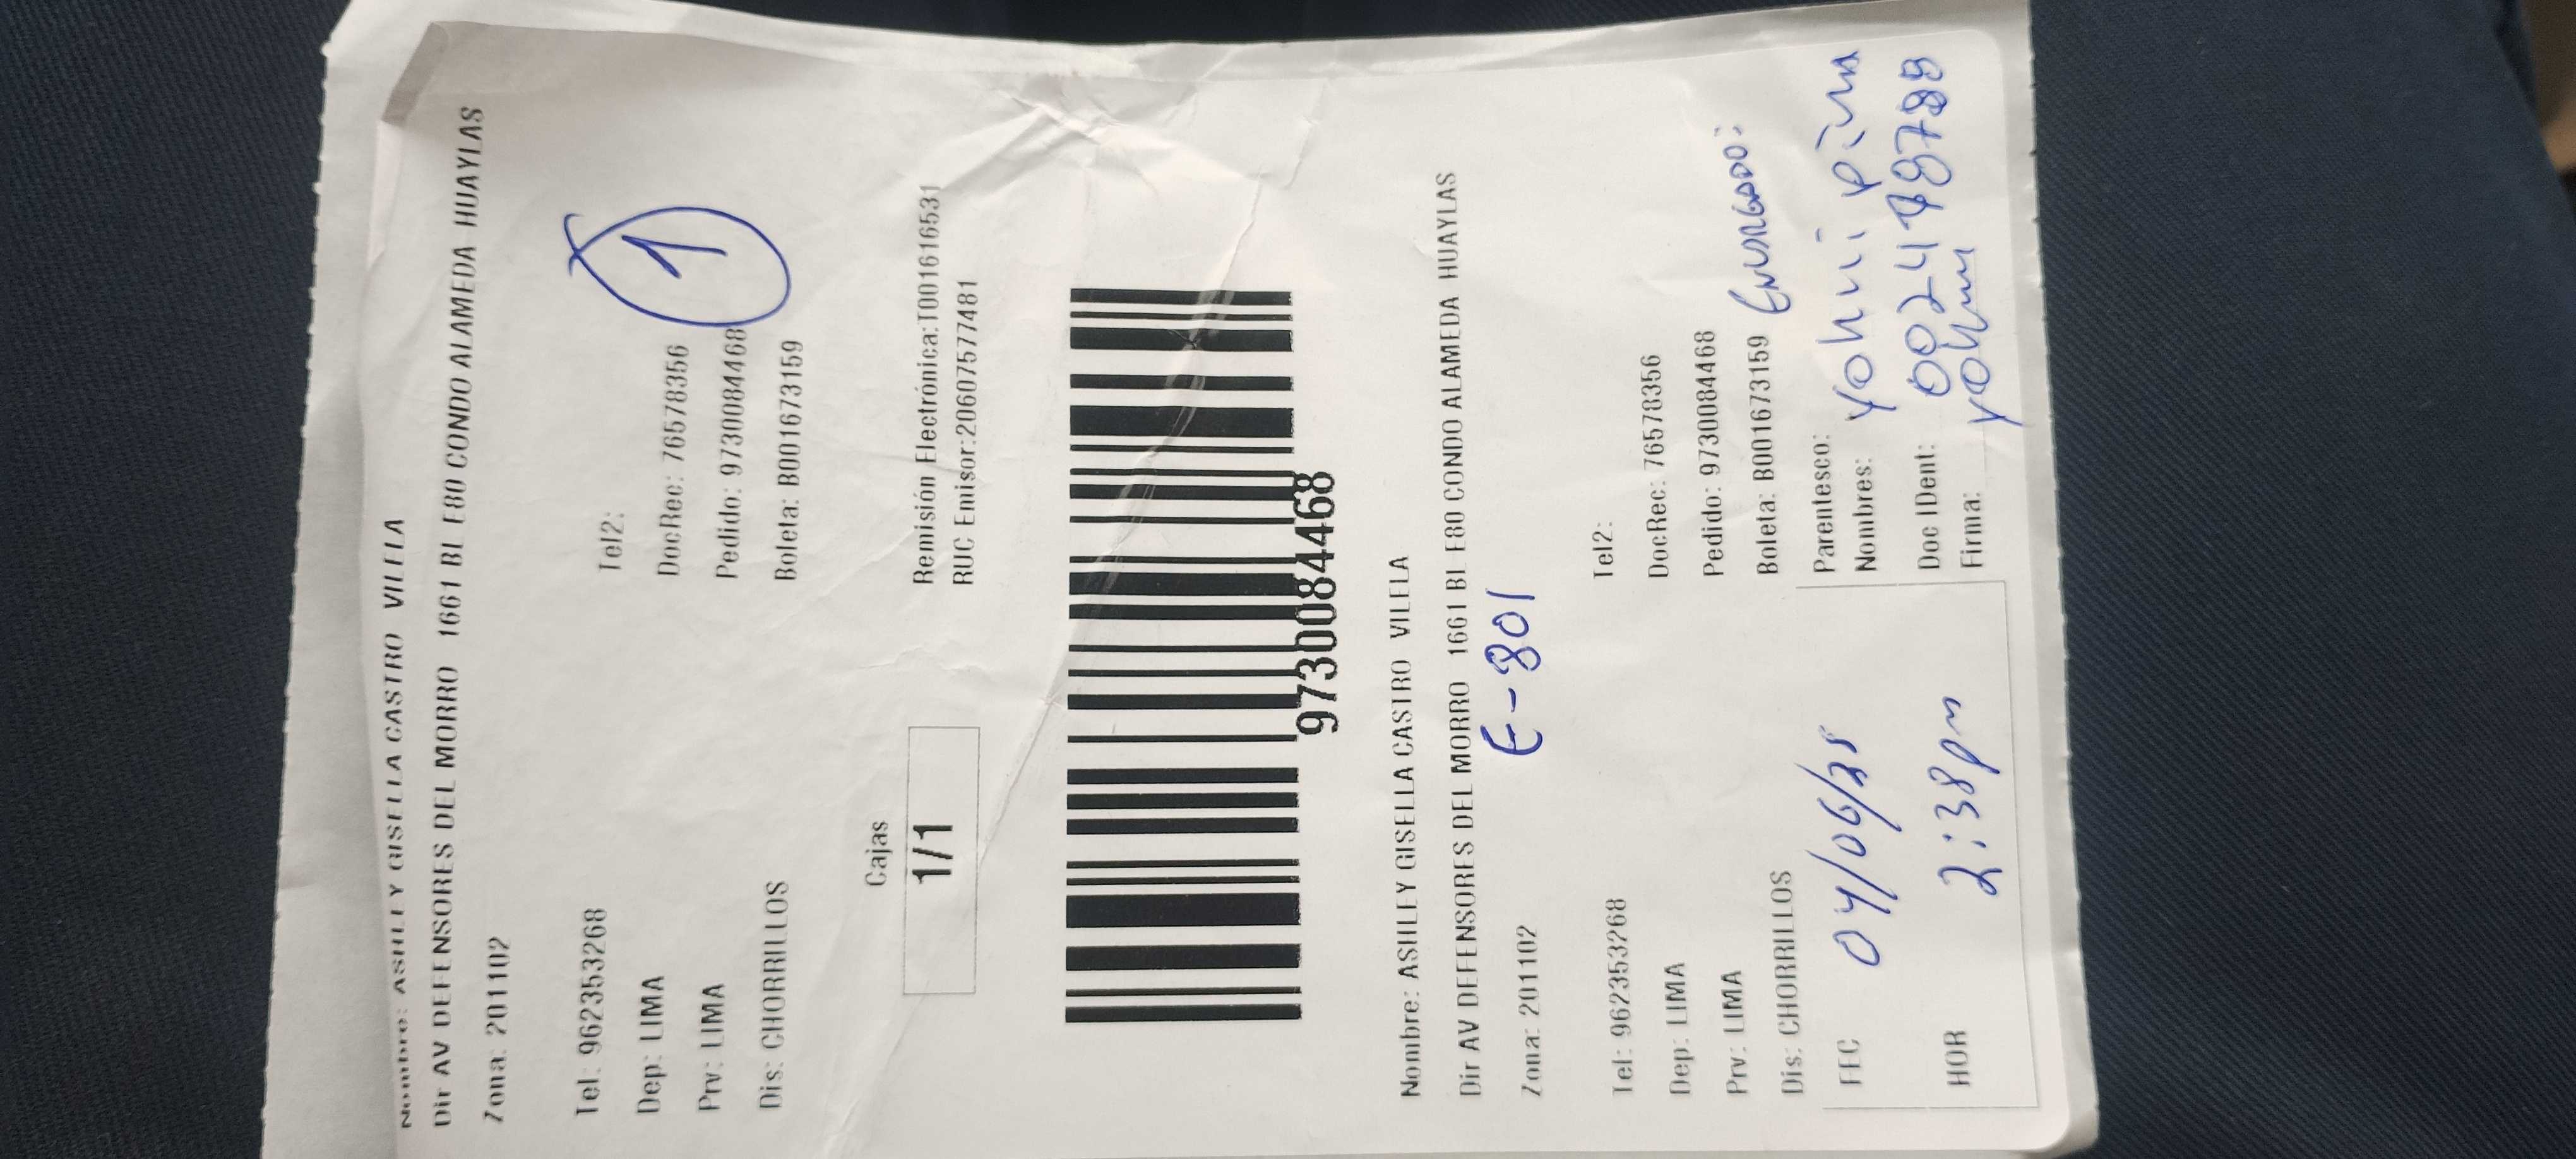 Nombre: ASHLEY GISELLA CASTRO VILELA
Dir AV DEFENSORES DEL MORRO 1661 BL E80 CONDO ALAMEDA HUAYLAS
Zona: 201102
Tel: 962353268 Tel2:
Dep: LIMA DocRec: 76578356
Prv: LIMA Pedido: 9730084468
Dis: CHORRILLOS Boleta: B001673159
1
Cajas
1/1
Remisión Electrónica:T001616531
RUC Emisor:20607577481
9730084468
Nombre: ASHLEY GISELLA CASTRO VILELA
Dir AV DEFENSORES DEL MORRO 1661 BL E80 CONDO ALAMEDA HUAYLAS
Zona: 201102 E-801
Tel: 962353268 Tel2:
Dep: LIMA DocRec: 76578356
Prv: LIMA Pedido: 9730084468
Dis: CHORRILLOS Boleta: B001673159
FEC 04/06/25
HOR 2:38pm
Parentesco:
Nombres: Yohni
Doc IDent:
Firma: